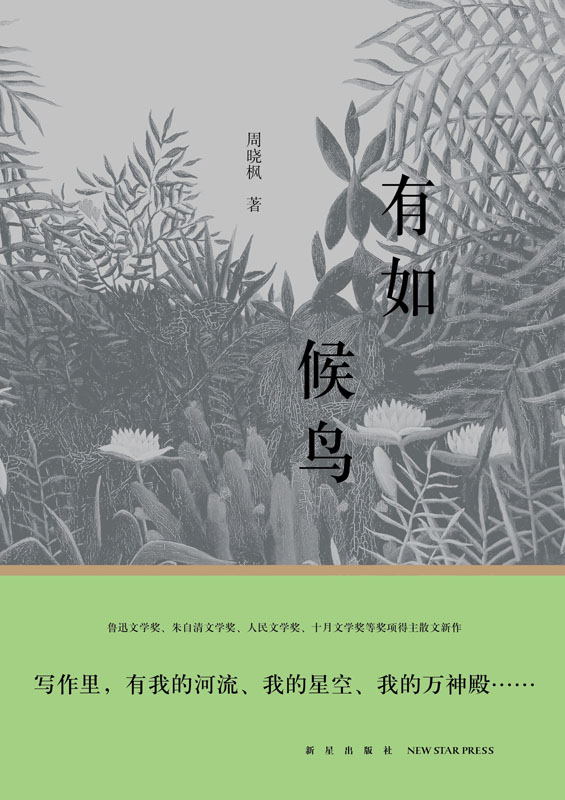 周晓枫 著
有如
候鸟
鲁迅文学奖、朱自清文学奖、人民文学奖、十月文学奖等奖项得主散文新作
写作里，有我的河流、我的星空、我的万神殿……
新星出版社 NEW STAR PRESS